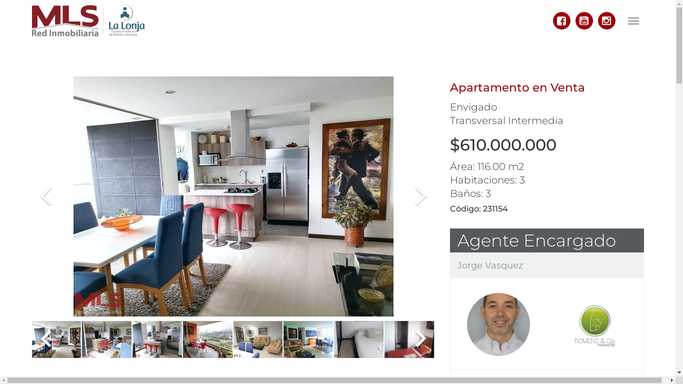 MLS
Red Inmobiliaria
La Lonja
Apartamento en Venta
Envigado
Transversal Intermedia
$610.000.000
Área: 116.00 m2
Habitaciones: 3
Baños: 3
Código: 231154
Agente Encargado
Jorge Vasquez